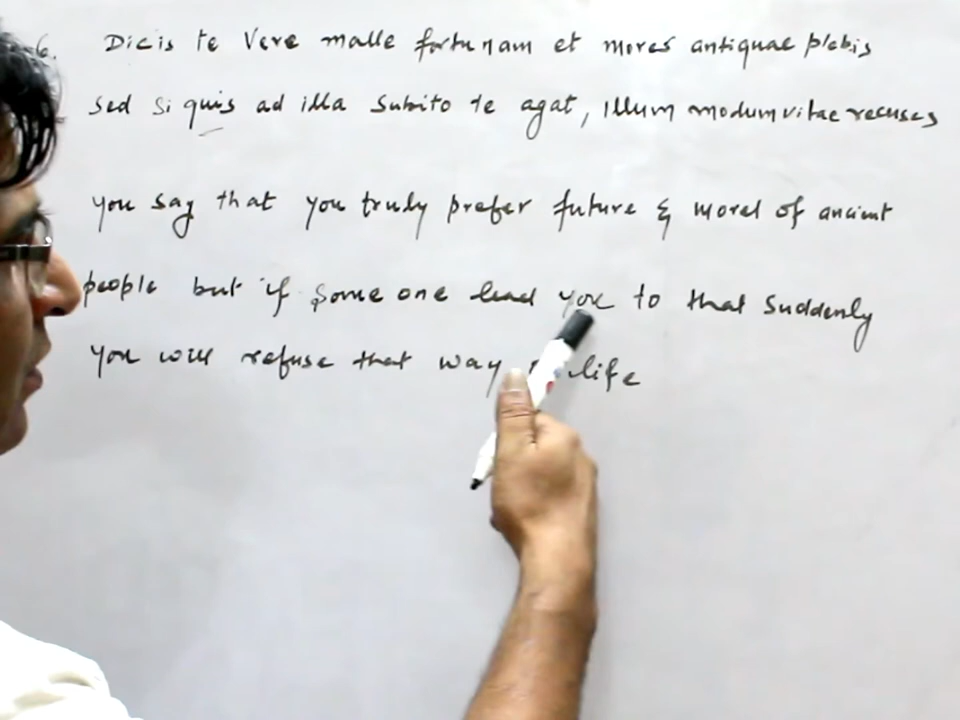 6. Dicis te vere malle fortunam et mores antiquae plebis
sed si quis ad illa subito te agat, illum modum vitae recuses
you say that you truly prefer future & morel of ancient
people but if some one lead you to that suddenly
you will refuse that way life